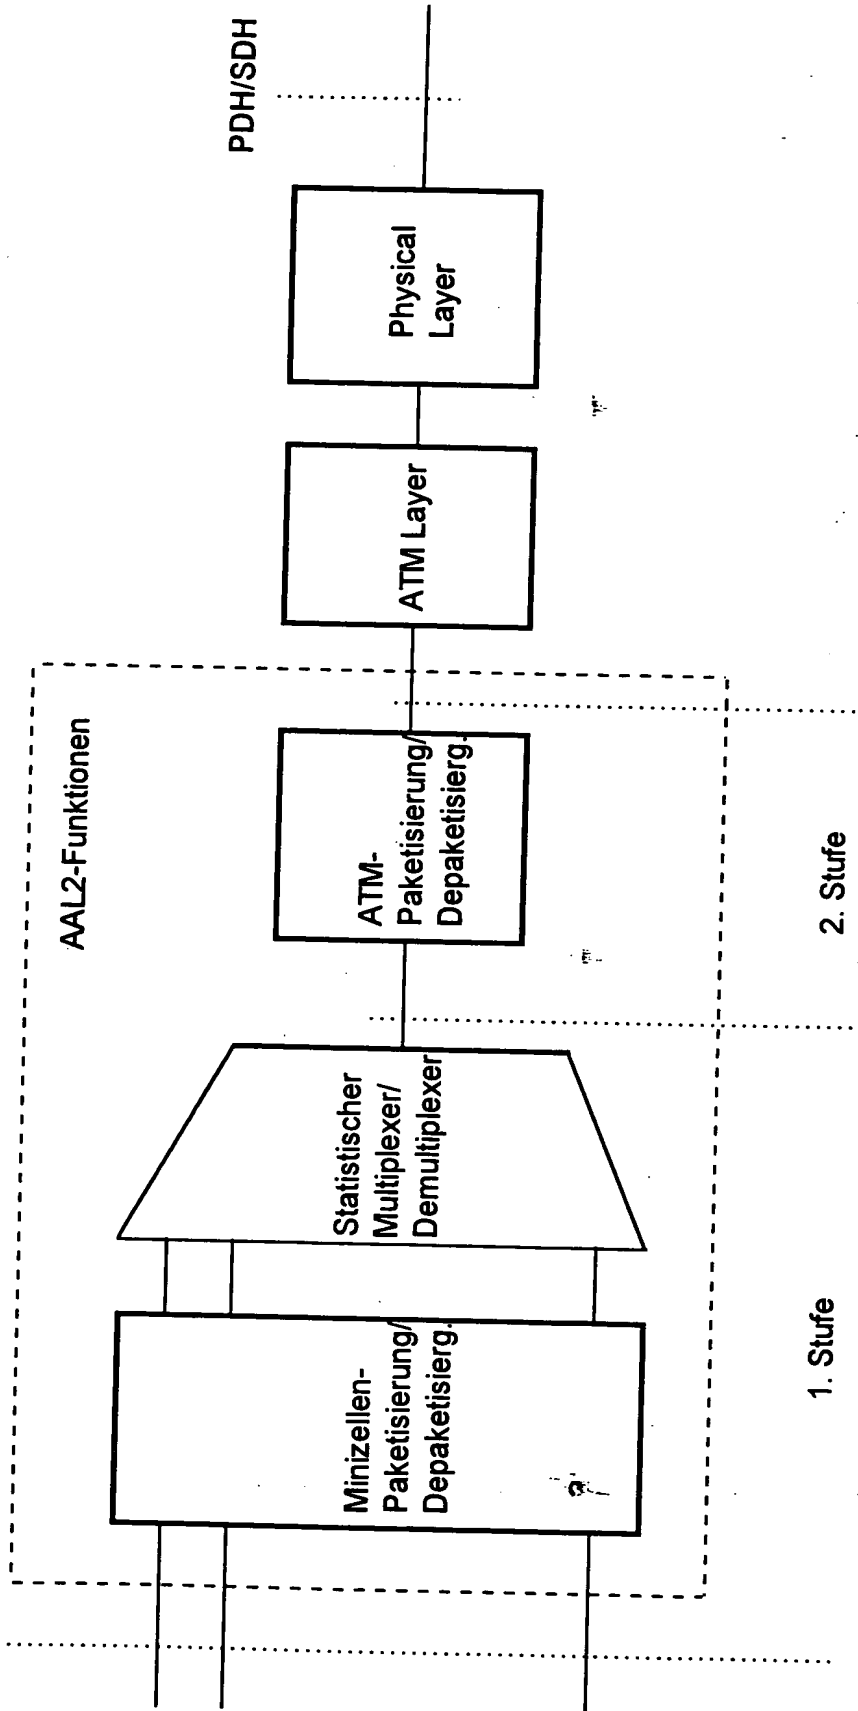 AAL2-Funktionen
Minizellen-
Paketisierung/
Depaketisierg.
Statistischer
Multiplexer/
Demultiplexer
ATM-
Paketisierung/
Depaketisierg.
ATM Layer
Physical
Layer
PDH/SDH
1. Stufe
2. Stufe